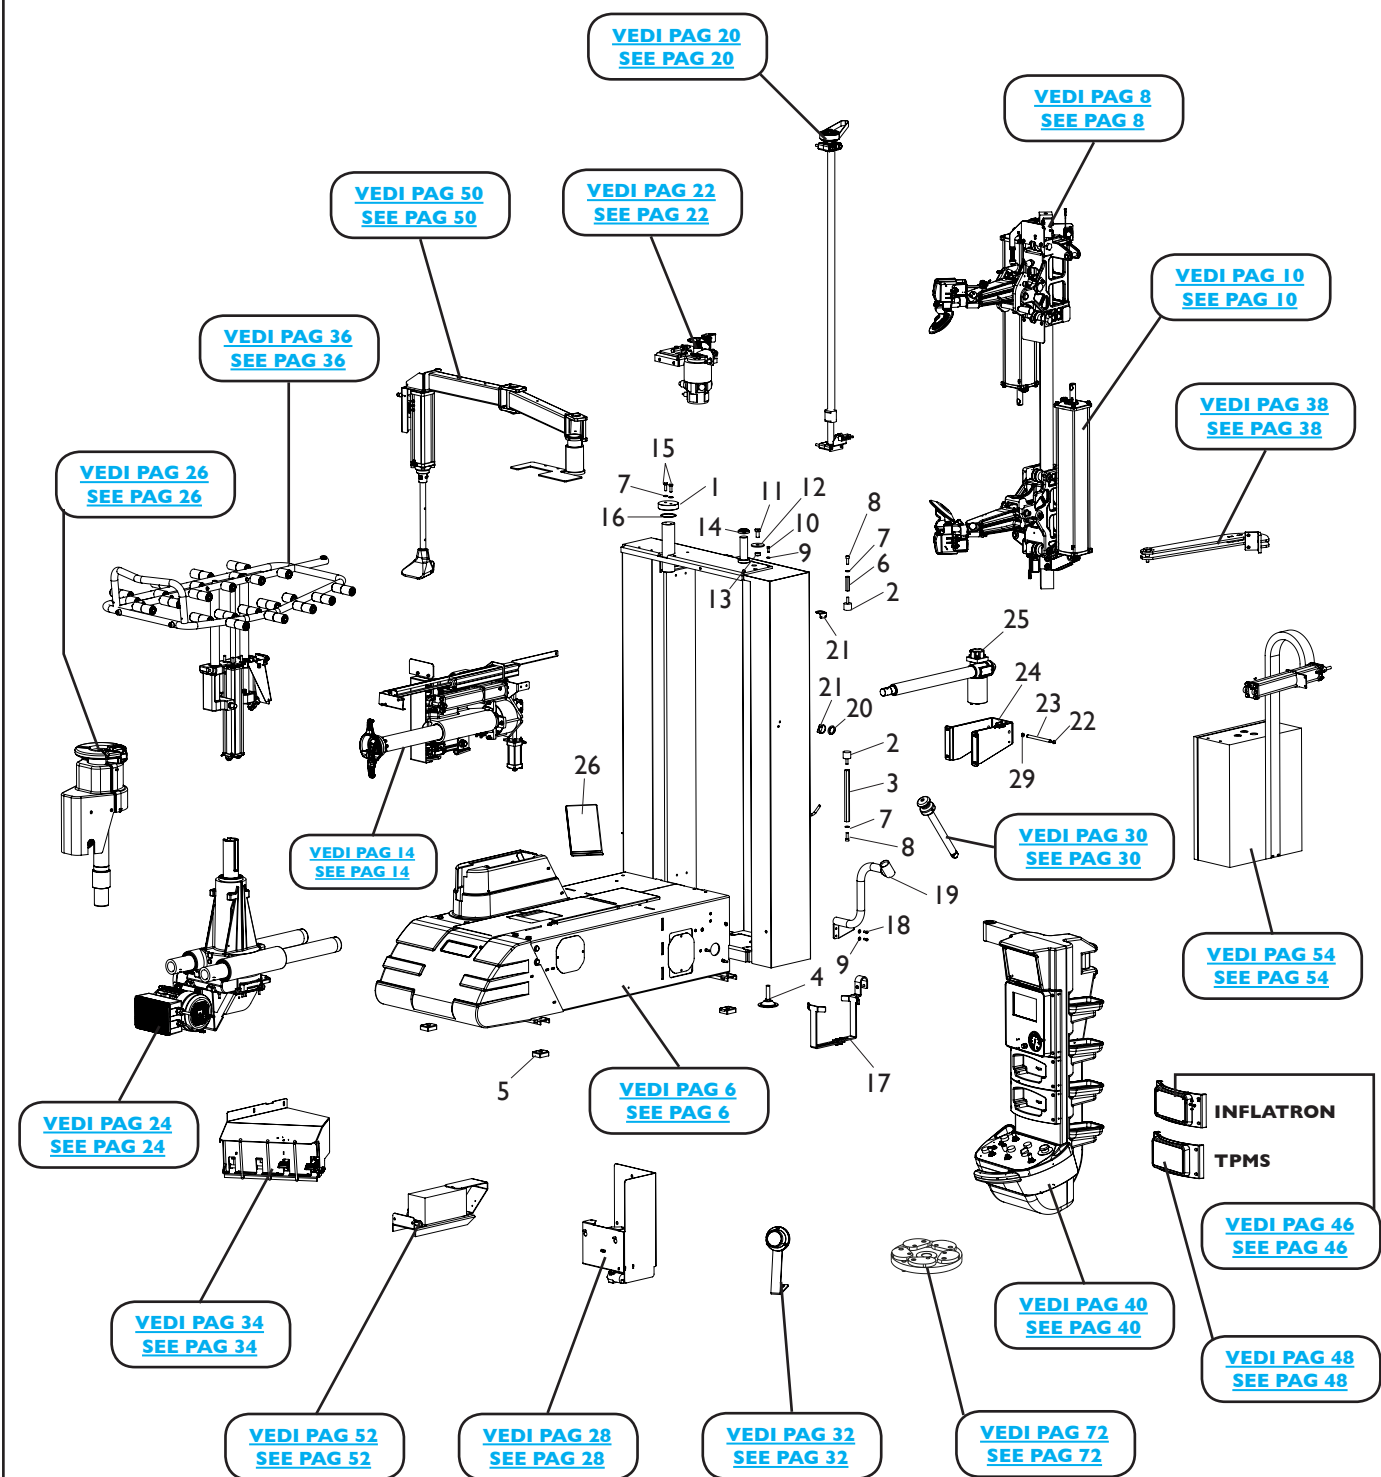 VEDI PAG 20
SEE PAG 20
VEDI PAG 8
SEE PAG 8
VEDI PAG 50
SEE PAG 50
VEDI PAG 22
SEE PAG 22
VEDI PAG 10
SEE PAG 10
VEDI PAG 36
SEE PAG 36
VEDI PAG 38
SEE PAG 38
VEDI PAG 26
SEE PAG 26
15
7
1
11
12
16
14
10
9
8
7
6
13
2
21
25
24
21
20
23
22
2
29
26
3
7
8
VEDI PAG 14
SEE PAG 14
VEDI PAG 30
SEE PAG 30
19
18
9
4
VEDI PAG 54
SEE PAG 54
17
5
VEDI PAG 6
SEE PAG 6
VEDI PAG 24
SEE PAG 24
INFLATRON
TPMS
VEDI PAG 46
SEE PAG 46
VEDI PAG 34
SEE PAG 34
VEDI PAG 40
SEE PAG 40
VEDI PAG 48
SEE PAG 48
VEDI PAG 52
SEE PAG 52
VEDI PAG 28
SEE PAG 28
VEDI PAG 32
SEE PAG 32
VEDI PAG 72
SEE PAG 72